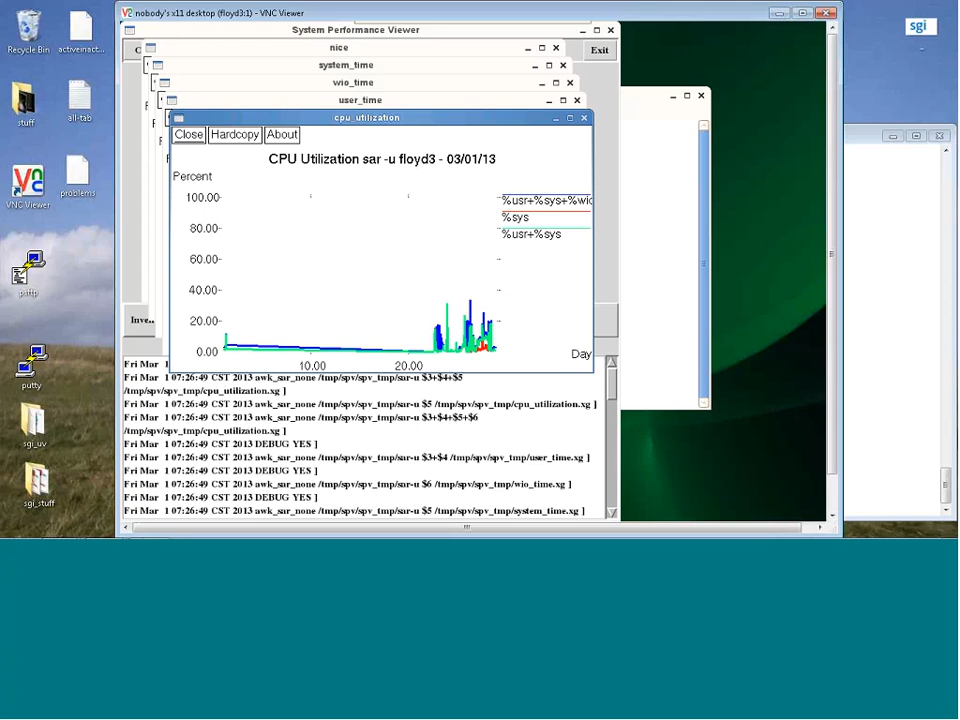 nobody's x11 desktop (floyd3:1) - VNC Viewer
System Performance Viewer
nice
Exit
system_time
wio_time
user_time
cpu_utilization
Close Hardcopy About
CPU Utilization sar -u floyd3 - 03/01/13
Percent
100.00
80.00
60.00
40.00
20.00
0.00
10.00
20.00
Day
%usr+%sys+%wio
%sys
%usr+%sys
Inve..
Fri Mar 1
Fri Mar 1 07:26:49 CST 2013 awk_sar_none /tmp/spv/spv_tmp/sar-u $3+$4+$5
/tmp/spv/spv_tmp/cpu_utilization.xg ]
Fri Mar 1 07:26:49 CST 2013 awk_sar_none /tmp/spv/spv_tmp/sar-u $5 /tmp/spv/spv_tmp/cpu_utilization.xg ]
Fri Mar 1 07:26:49 CST 2013 awk_sar_none /tmp/spv/spv_tmp/sar-u $3+$4+$5+$6
/tmp/spv/spv_tmp/cpu_utilization.xg ]
Fri Mar 1 07:26:49 CST 2013 DEBUG YES ]
Fri Mar 1 07:26:49 CST 2013 awk_sar_none /tmp/spv/spv_tmp/sar-u $3+$4 /tmp/spv/spv_tmp/user_time.xg ]
Fri Mar 1 07:26:49 CST 2013 DEBUG YES ]
Fri Mar 1 07:26:49 CST 2013 awk_sar_none /tmp/spv/spv_tmp/sar-u $6 /tmp/spv/spv_tmp/wio_time.xg ]
Fri Mar 1 07:26:49 CST 2013 DEBUG YES ]
Fri Mar 1 07:26:49 CST 2013 awk_sar_none /tmp/spv/spv_tmp/sar-u $5 /tmp/spv/spv_tmp/system_time.xg ]
Recycle Bin
activeinact...
stuff
all-tab
VNC Viewer
problems
psftp
putty
sgi_uv
sgi_stuff
sgi